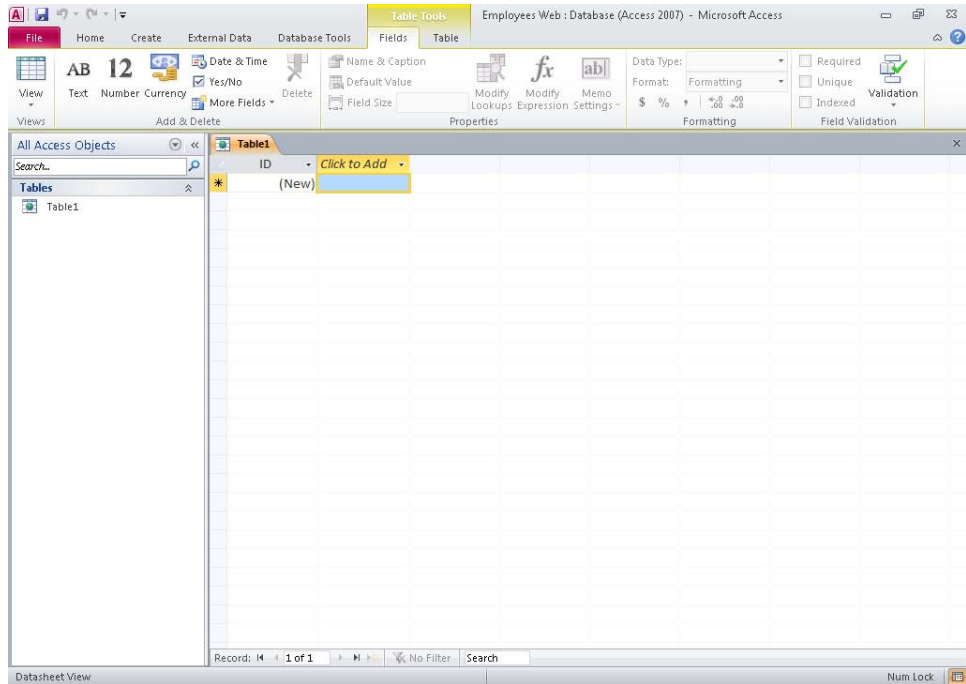 Table Tools
Employees Web : Database (Access 2007) - Microsoft Access
File Home Create External Data Database Tools Fields Table
View
Views
AB Text
12 Number
Currency
Date & Time
Yes/No
More Fields
Delete
Add & Delete
Name & Caption
Default Value
Field Size
Modify Lookups
fx Modify Expression
ab Memo Settings
Properties
Data Type:
Format: Formatting
$ % , .0 .00 .00 .0
Formatting
Required
Unique
Indexed
Validation
Field Validation
All Access Objects
Search...
Tables
Table1
Table1
ID Click to Add
* (New)
Record: 1 of 1 No Filter Search
Datasheet View Num Lock